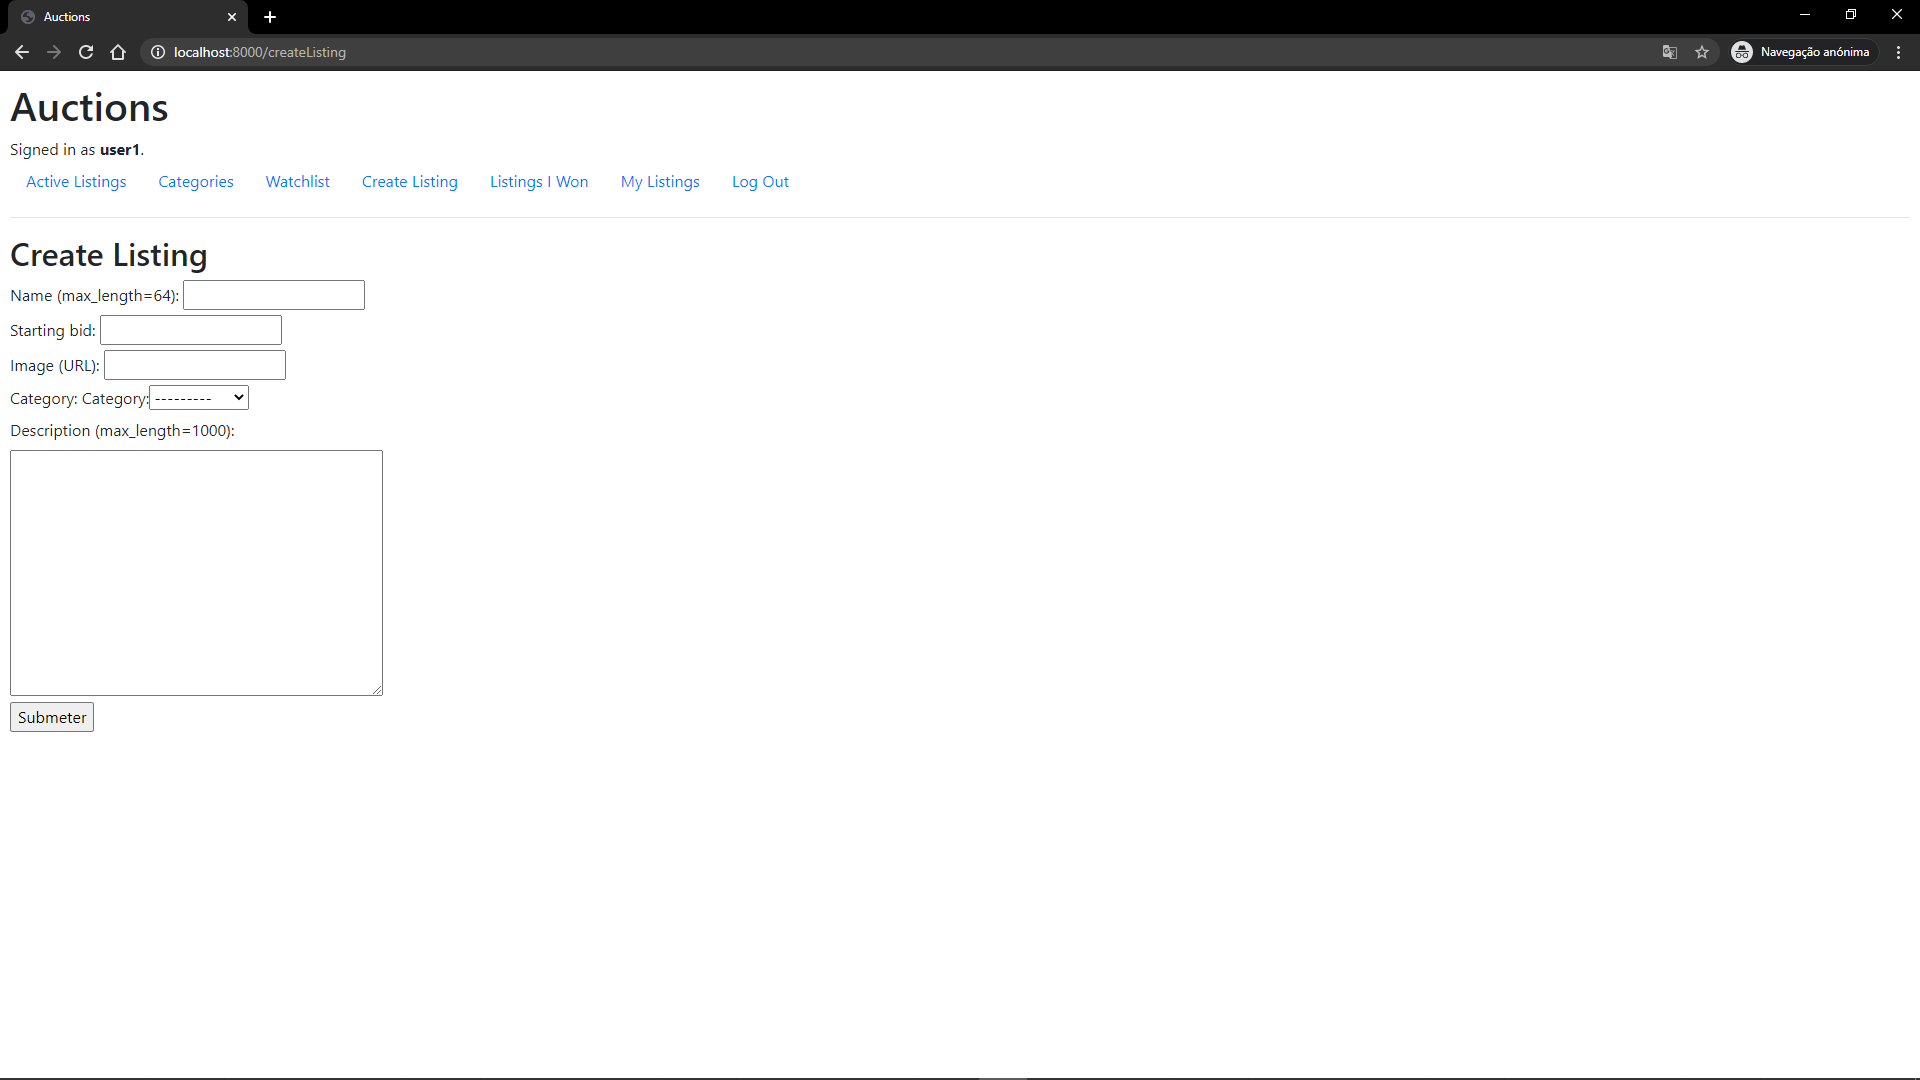 Auctions
localhost:8000/createListing
Navegação anónima
Auctions
Signed in as user1.
Active Listings Categories Watchlist Create Listing Listings I Won My Listings Log Out
Create Listing
Name (max_length=64):
Starting bid:
Image (URL):
Category: Category: ---------
Description (max_length=1000):
Submeter